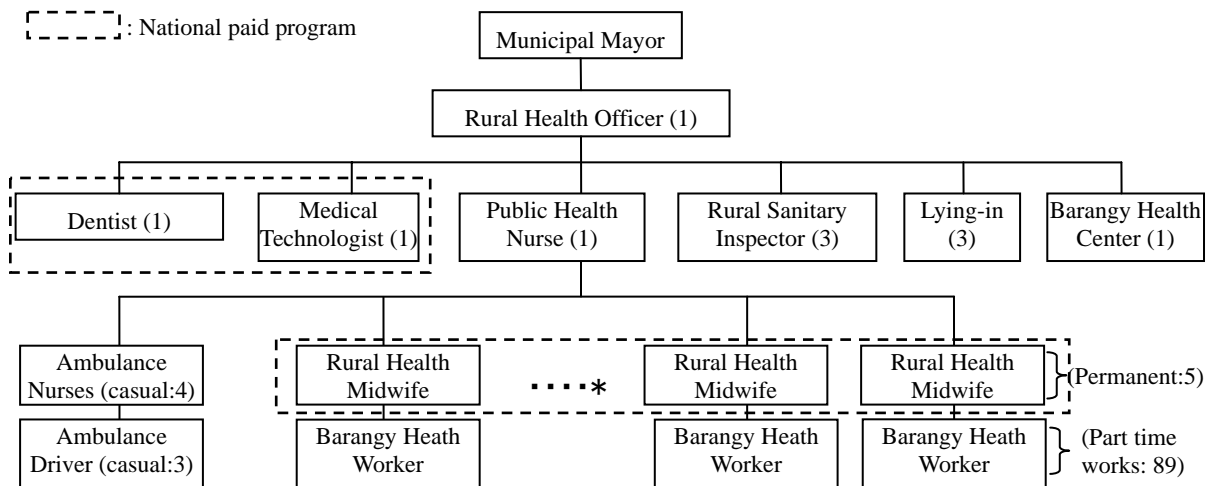 : National paid program
Municipal Mayor
Rural Health Officer (1)
Dentist (1)
Medical
Technologist (1)
Public Health
Nurse (1)
Rural Sanitary
Inspector (3)
Lying-in
(3)
Barangy Health
Center (1)
Ambulance
Nurses (casual:4)
Rural Health
Midwife
....*
Rural Health
Midwife
Rural Health
Midwife
(Permanent:5)
Ambulance
Driver (casual:3)
Barangy Heath
Worker
Barangy Heath
Worker
Barangy Heath
Worker
(Part time
works: 89)